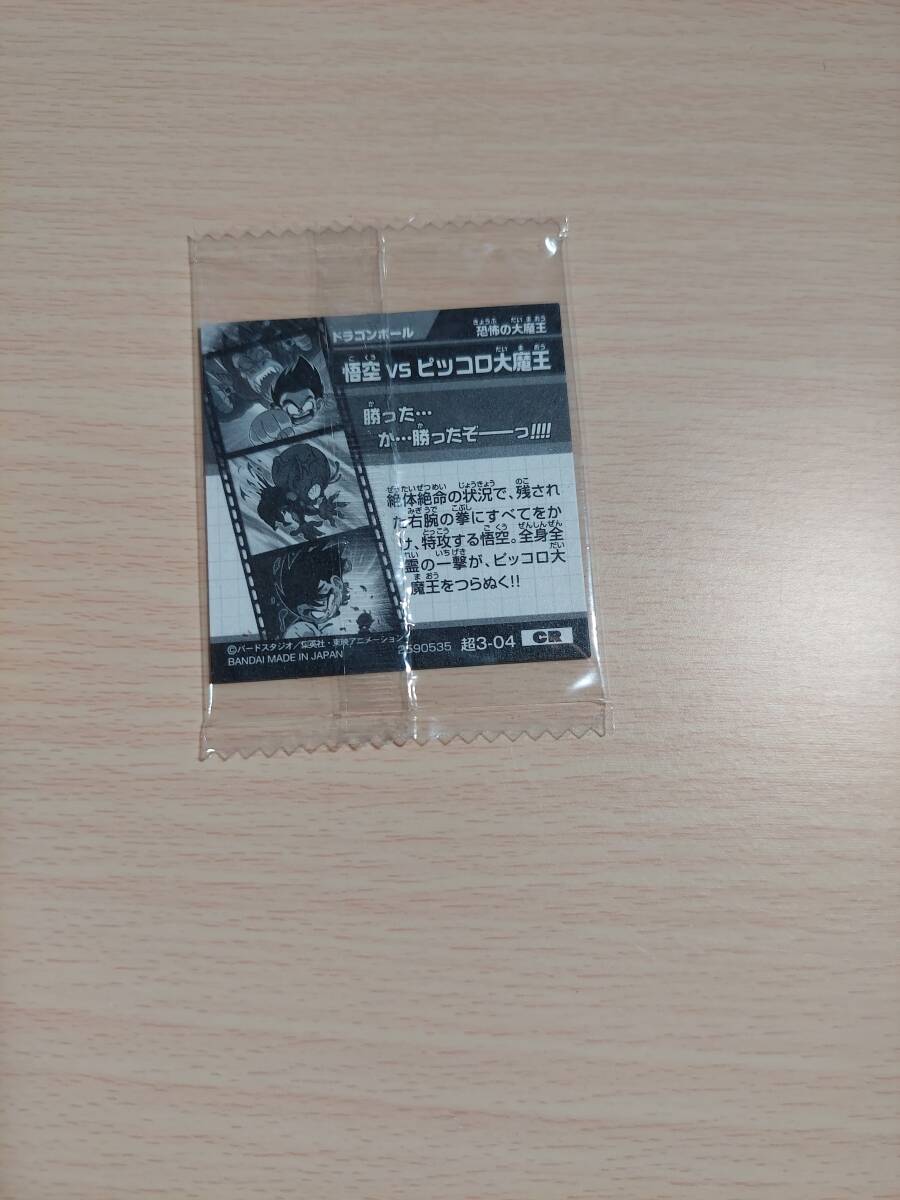 ドラゴンボール
恐怖の大魔王
悟空 VS ピッコロ大魔王
勝った…
か…勝ったぞーーっ!!!!
絶体絶命の状況で、残され
た右腕の拳にすべてをか
け、特攻する悟空。全身全
霊の一撃が、ピッコロ大
魔王をつらぬく!!
©バードスタジオ/集英社・東映アニメーション
BANDAI MADE IN JAPAN
2590535 超3-04 CR